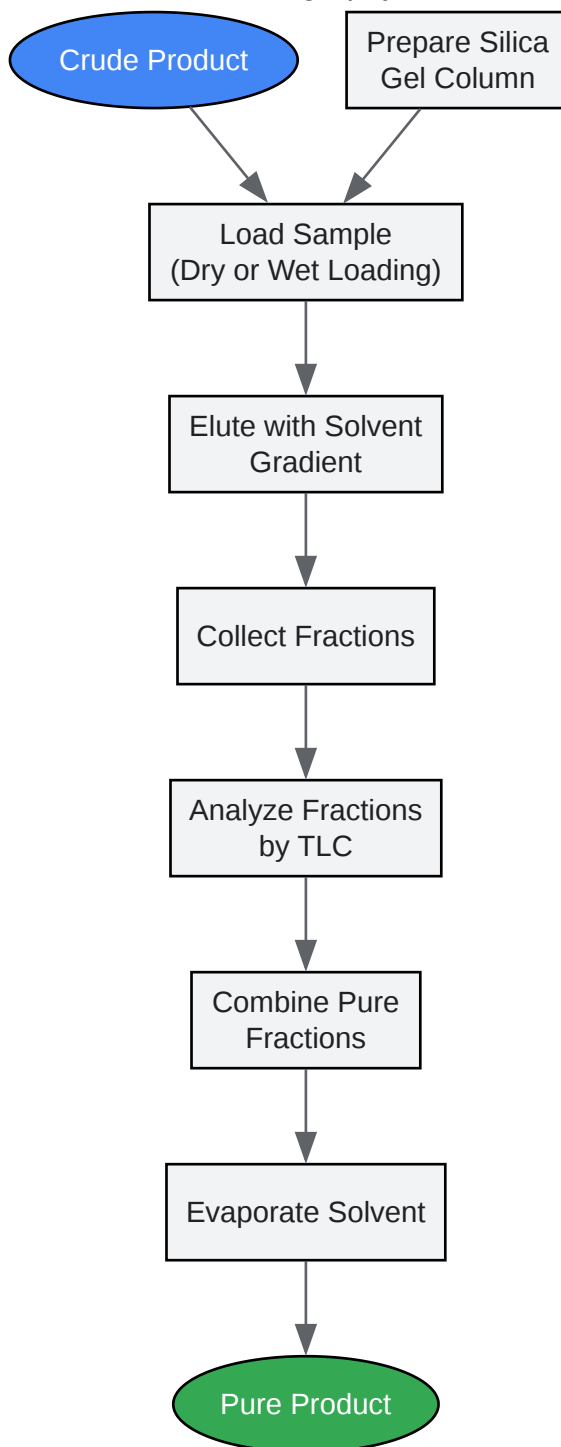 Crude Product
Prepare Silica
Gel Column
Load Sample
(Dry or Wet Loading)
Elute with Solvent
Gradient
Collect Fractions
Analyze Fractions
by TLC
Combine Pure
Fractions
Evaporate Solvent
Pure Product